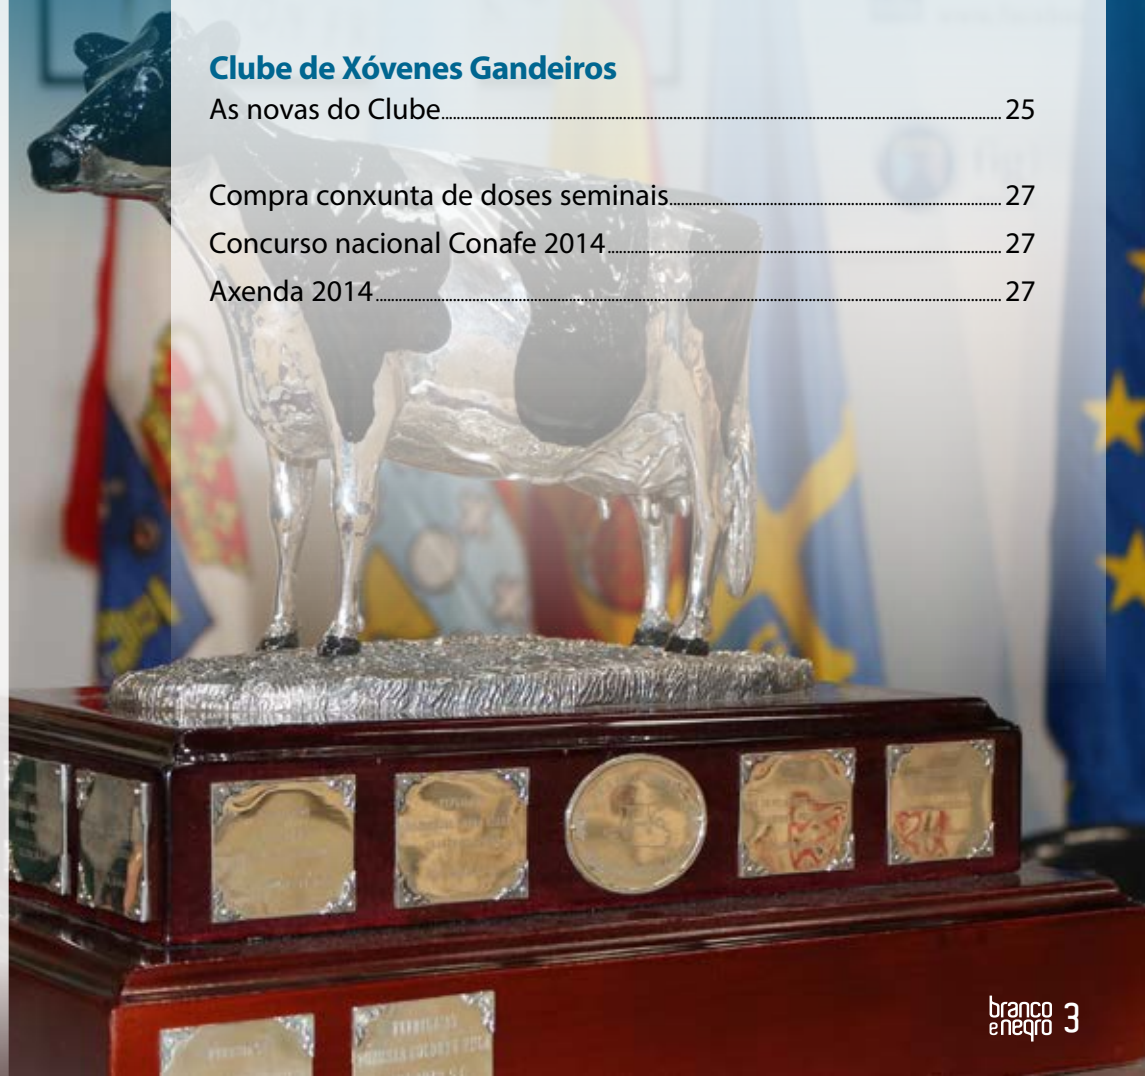 Clube de Xóvenes Gandeiros
As novas do Clube 25
Compra conxunta de doses seminais 27
Concurso nacional Conafe 2014 27
Axenda 2014 27
branco
e negro 3